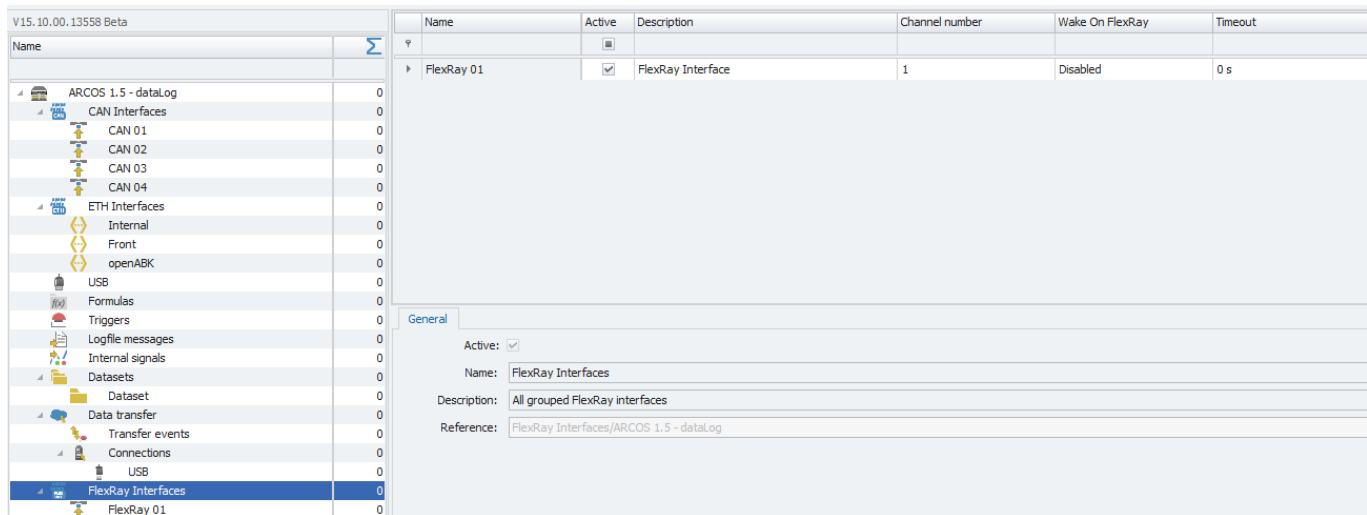 V15.10.00.13558 Beta
Name
ARCOS 1.5 - dataLog 0
CAN Interfaces 0
CAN 01 0
CAN 02 0
CAN 03 0
CAN 04 0
ETH Interfaces 0
Internal 0
Front 0
openABK 0
USB 0
f(x) Formulas 0
Triggers 0
Logfile messages 0
Internal signals 0
Datasets 0
Dataset 0
Data transfer 0
Transfer events 0
Connections 0
USB 0
FlexRay Interfaces 0
FlexRay 01 0
Name Active Description Channel number Wake On FlexRay Timeout
FlexRay 01 FlexRay Interface 1 Disabled 0 s
General
Active:
Name: FlexRay Interfaces
Description: All grouped FlexRay interfaces
Reference: FlexRay Interfaces/ARCOS 1.5 - dataLog